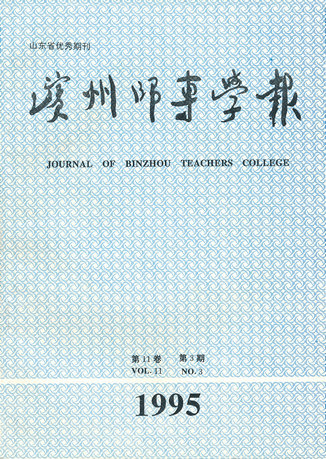 山东省优秀期刊
滨州师专学报
JOURNAL OF BINZHOU TEACHERS COLLEGE
第11卷 第3期
VOL. 11 NO. 3
1995